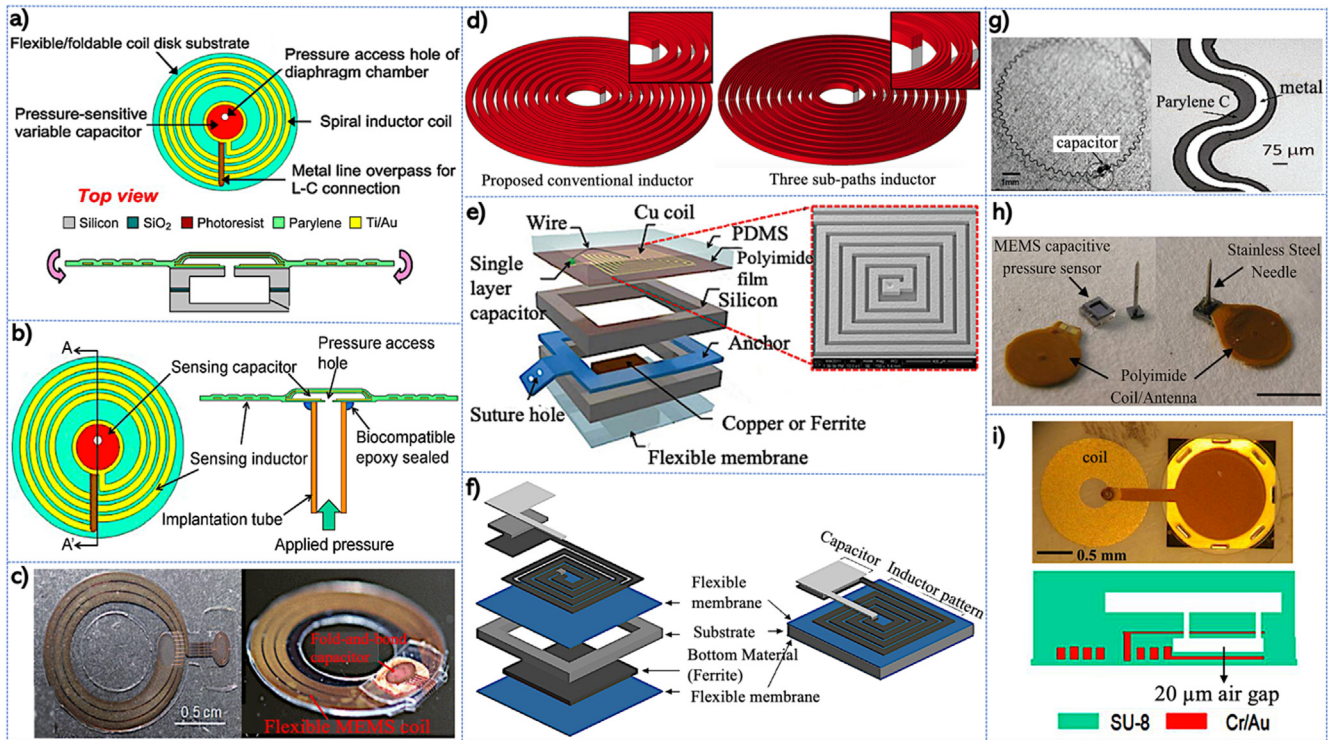 a)
Flexible/foldable coil disk substrate
Pressure access hole of
diaphragm chamber
Pressure-sensitive
variable capacitor
Spiral inductor coil
Metal line overpass for
L-C connection
Top view
Silicon
SiO₂
Photoresist
Parylene
Ti/Au
b)
A
Sensing capacitor
Pressure access
hole
Sensing inductor
Biocompatible
epoxy sealed
Implantation tube
A'
Applied pressure
c)
0.5 cm
Fold-and-bond
capacitor
Flexible MEMS coil
d)
Proposed conventional inductor
Three sub-paths inductor
e)
Wire
Cu coil
PDMS
Polyimide
film
Single
layer
capacitor
Silicon
Anchor
Suture hole
Copper or Ferrite
Flexible membrane
f)
Capacitor
Inductor pattern
Flexible
membrane
Substrate
Bottom Material
(Ferrite)
Flexible membrane
g)
capacitor
1mm
Parylene C
metal
75 μm
h)
MEMS capacitive
pressure sensor
Stainless Steel
Needle
Polyimide
Coil/Antenna
i)
coil
0.5 mm
20 μm air gap
SU-8
Cr/Au